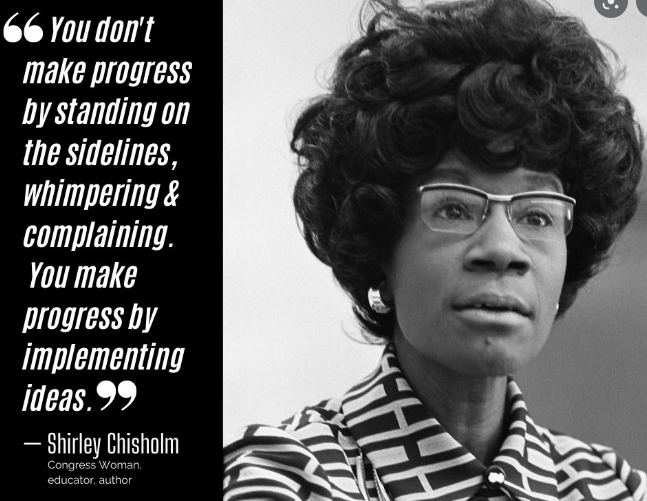 “You don't
make progress
by standing on
the sidelines,
whimpering &
complaining.
You make
progress by
implementing
ideas.”
— Shirley Chisholm
Congress Woman,
educator, author